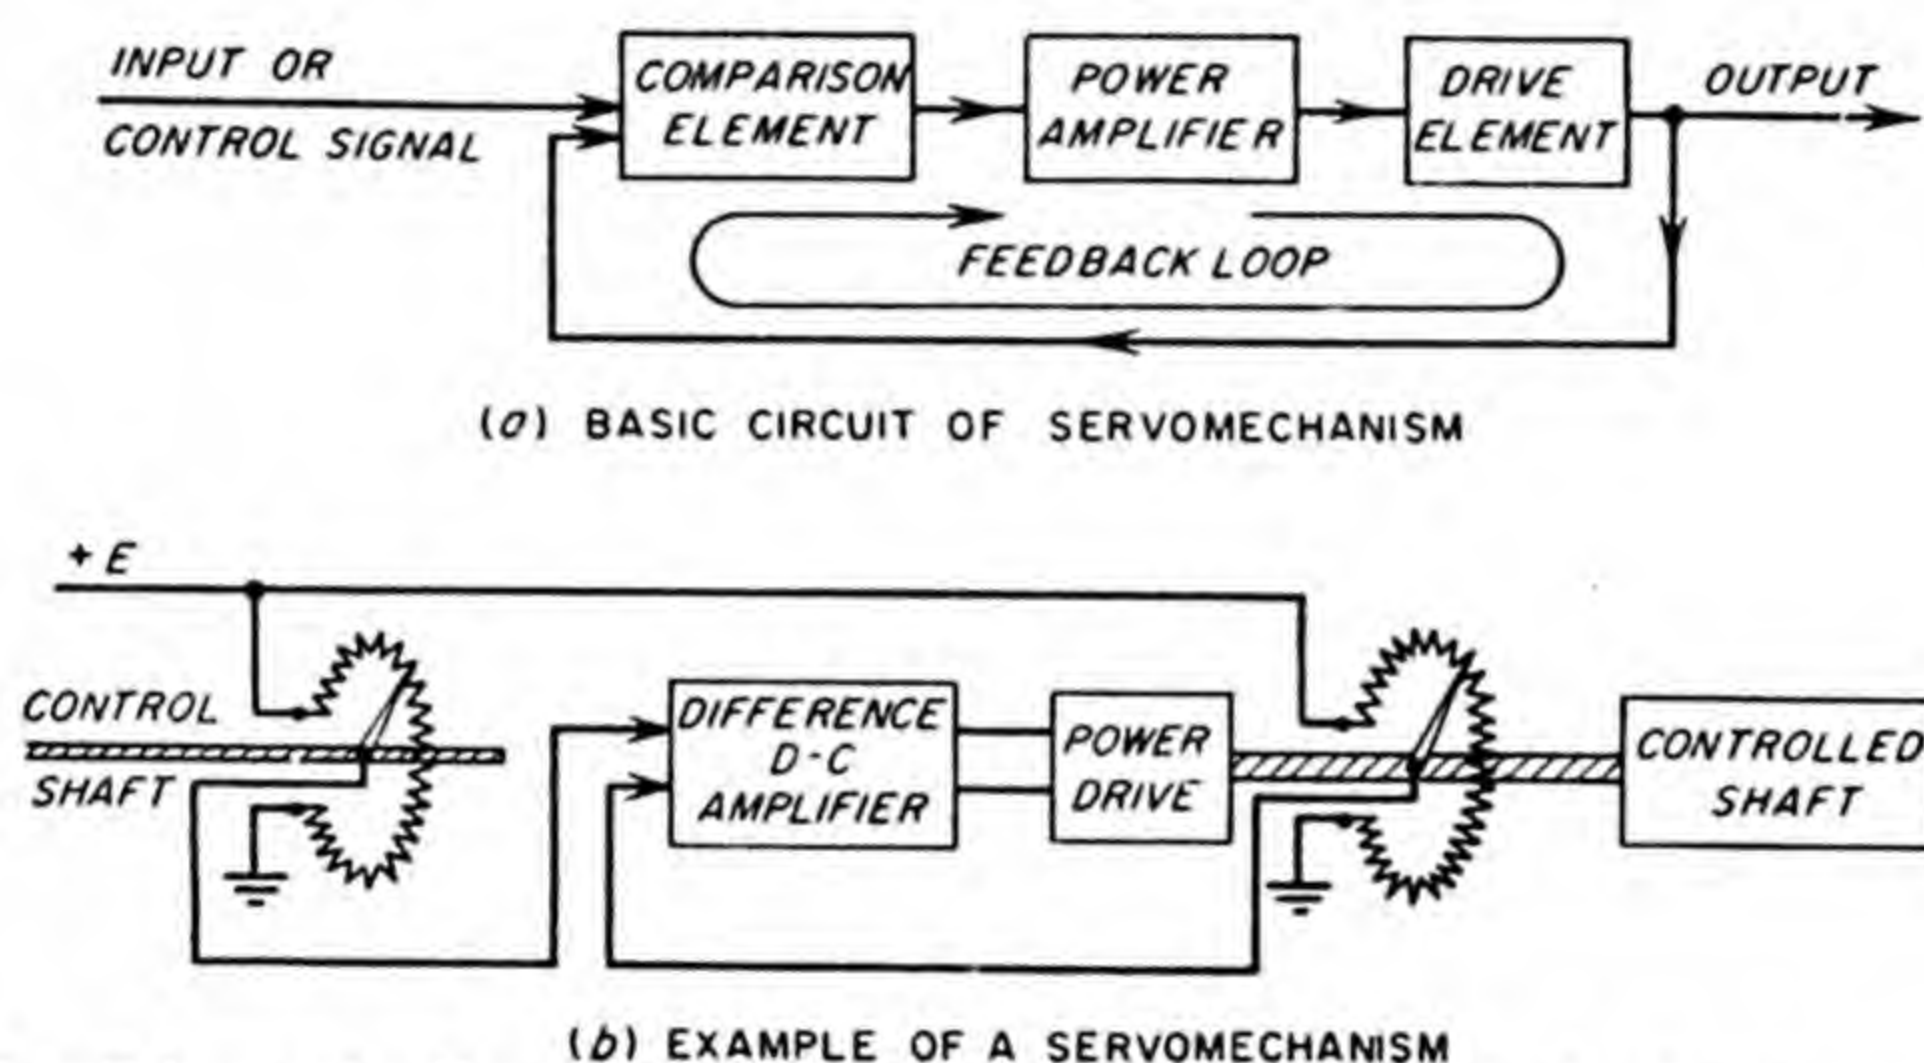 INPUT OR
CONTROL SIGNAL
COMPARISON
ELEMENT
POWER
AMPLIFIER
DRIVE
ELEMENT
OUTPUT
FEEDBACK LOOP
(a) BASIC CIRCUIT OF SERVOMECHANISM
+ E
CONTROL
SHAFT
DIFFERENCE
D-C
AMPLIFIER
POWER
DRIVE
CONTROLLED
SHAFT
(b) EXAMPLE OF A SERVOMECHANISM